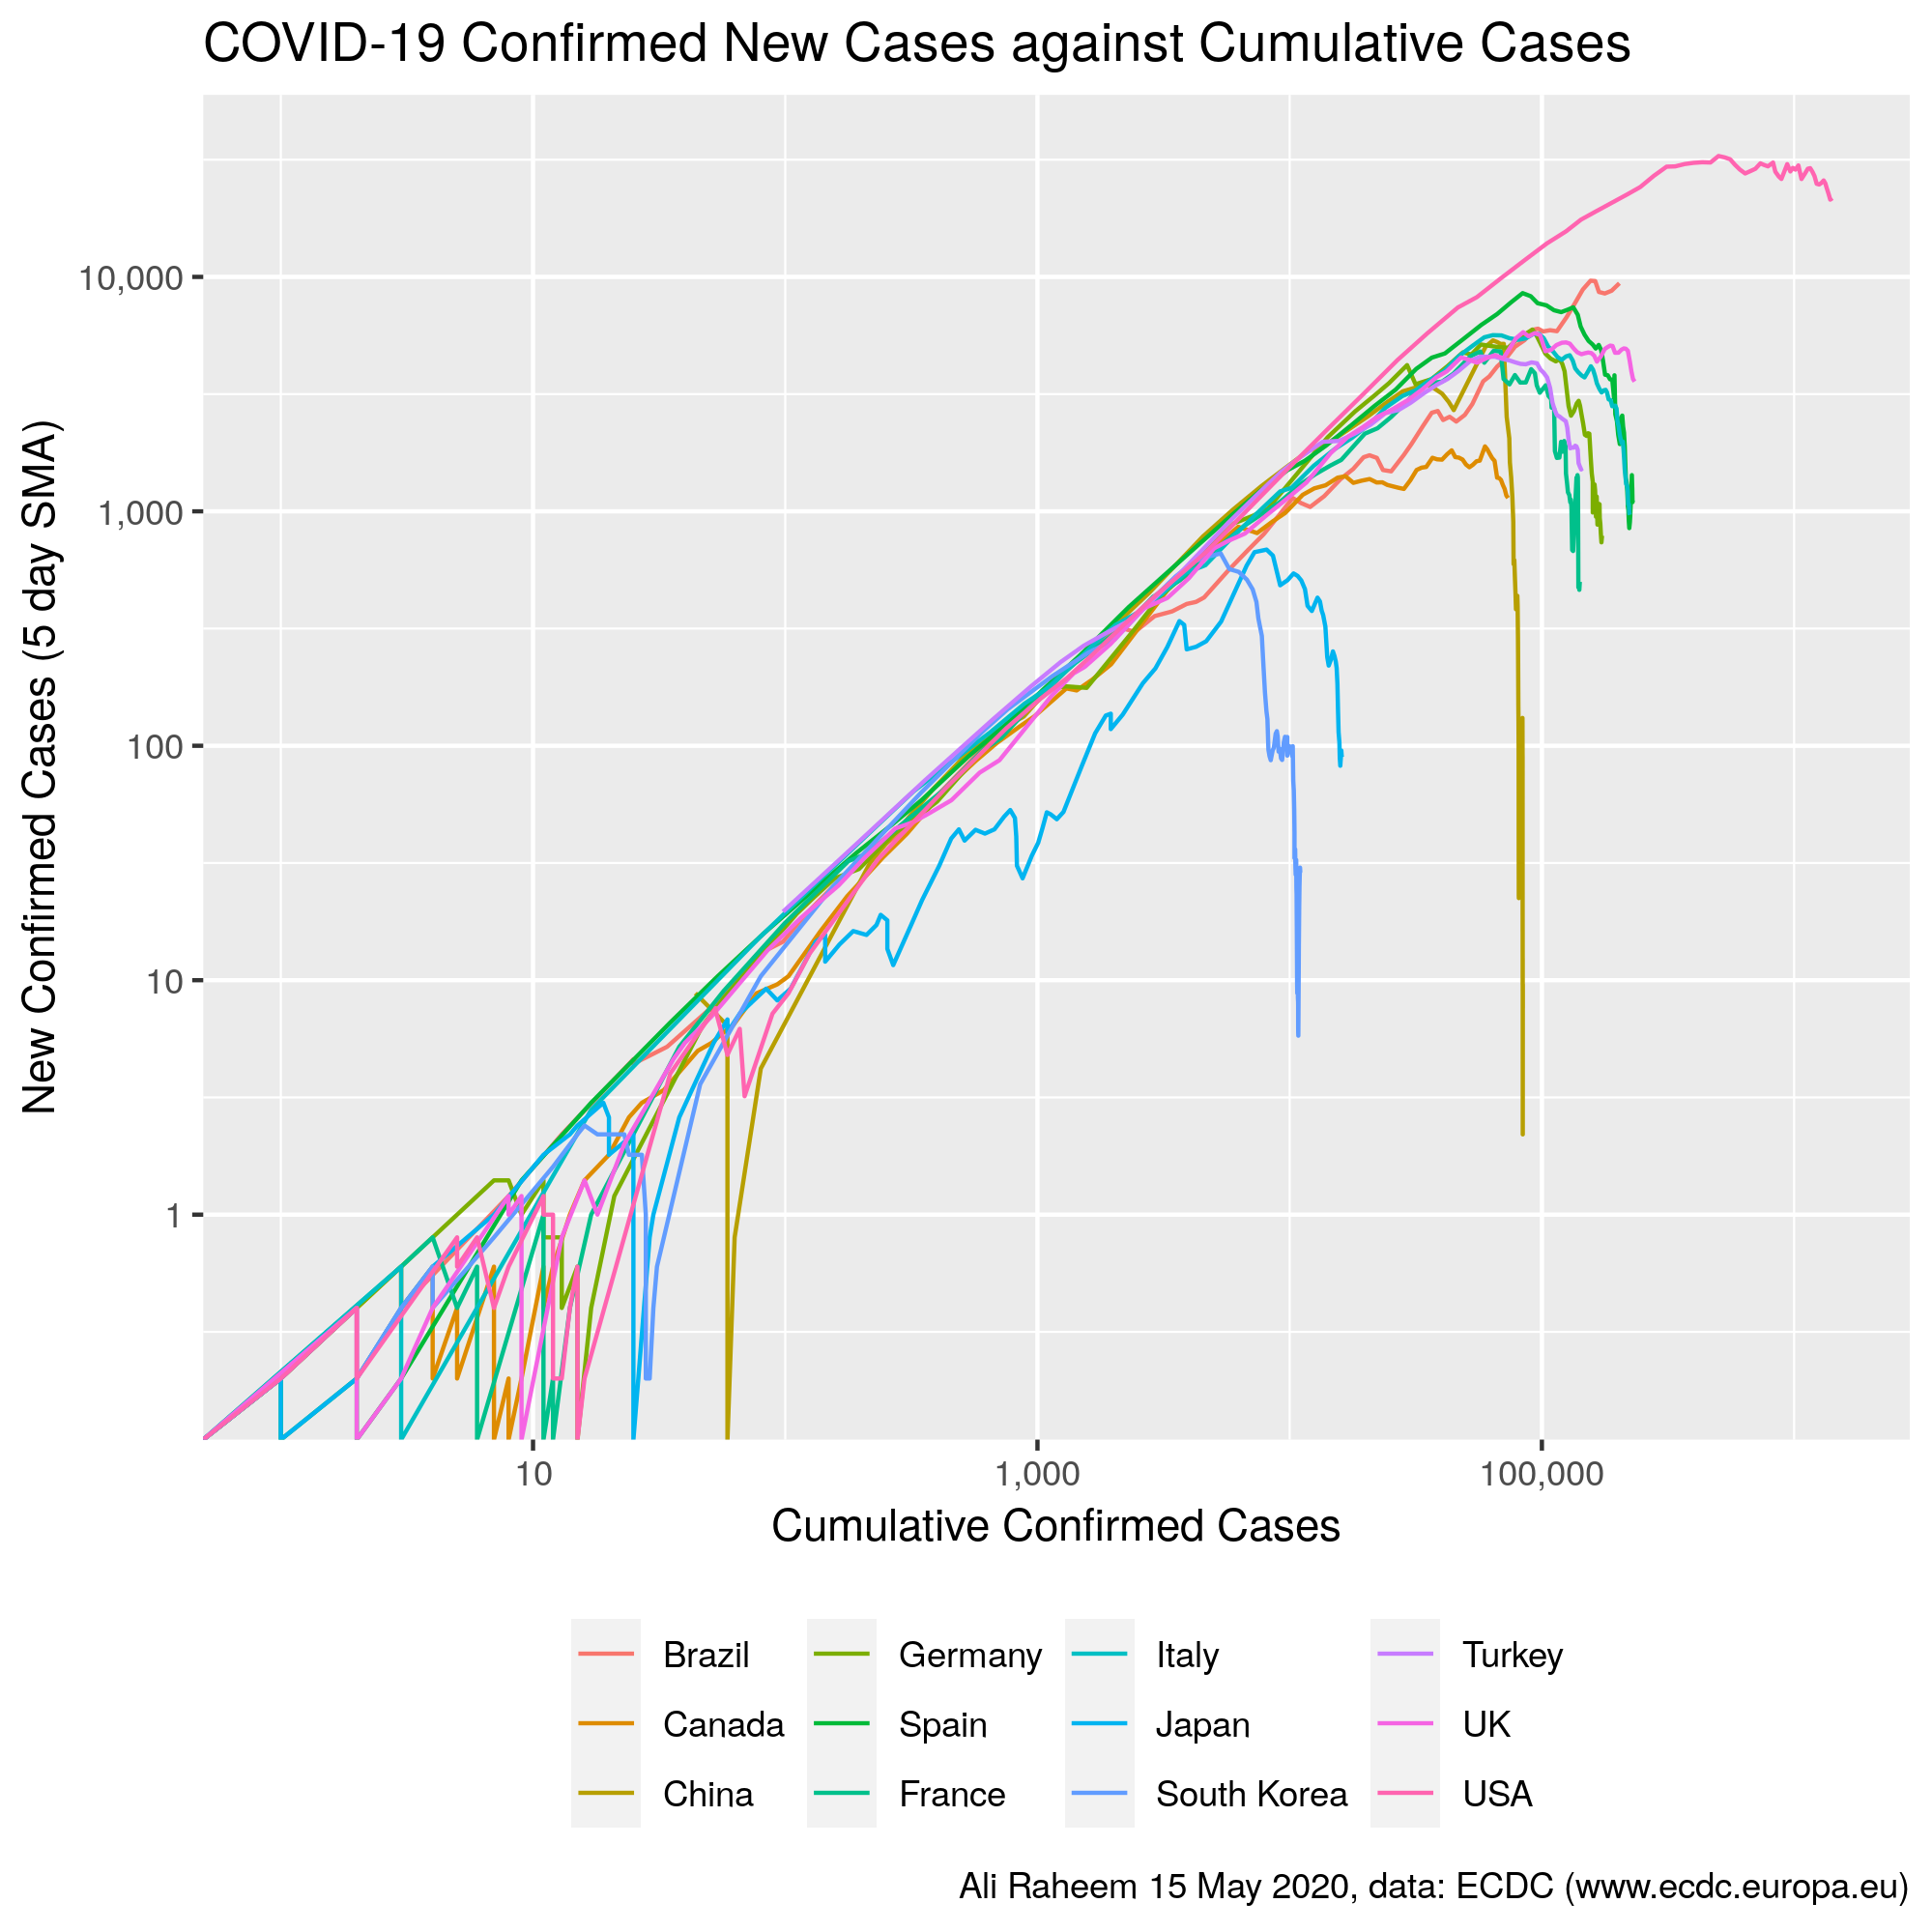 COVID-19 Confirmed New Cases against Cumulative Cases
New Confirmed Cases (5 day SMA)
10,000
1,000
100
10
1
10 1,000 100,000
Cumulative Confirmed Cases
Brazil Germany Italy Turkey
Canada Spain Japan UK
China France South Korea USA
Ali Raheem 15 May 2020, data: ECDC (www.ecdc.europa.eu)